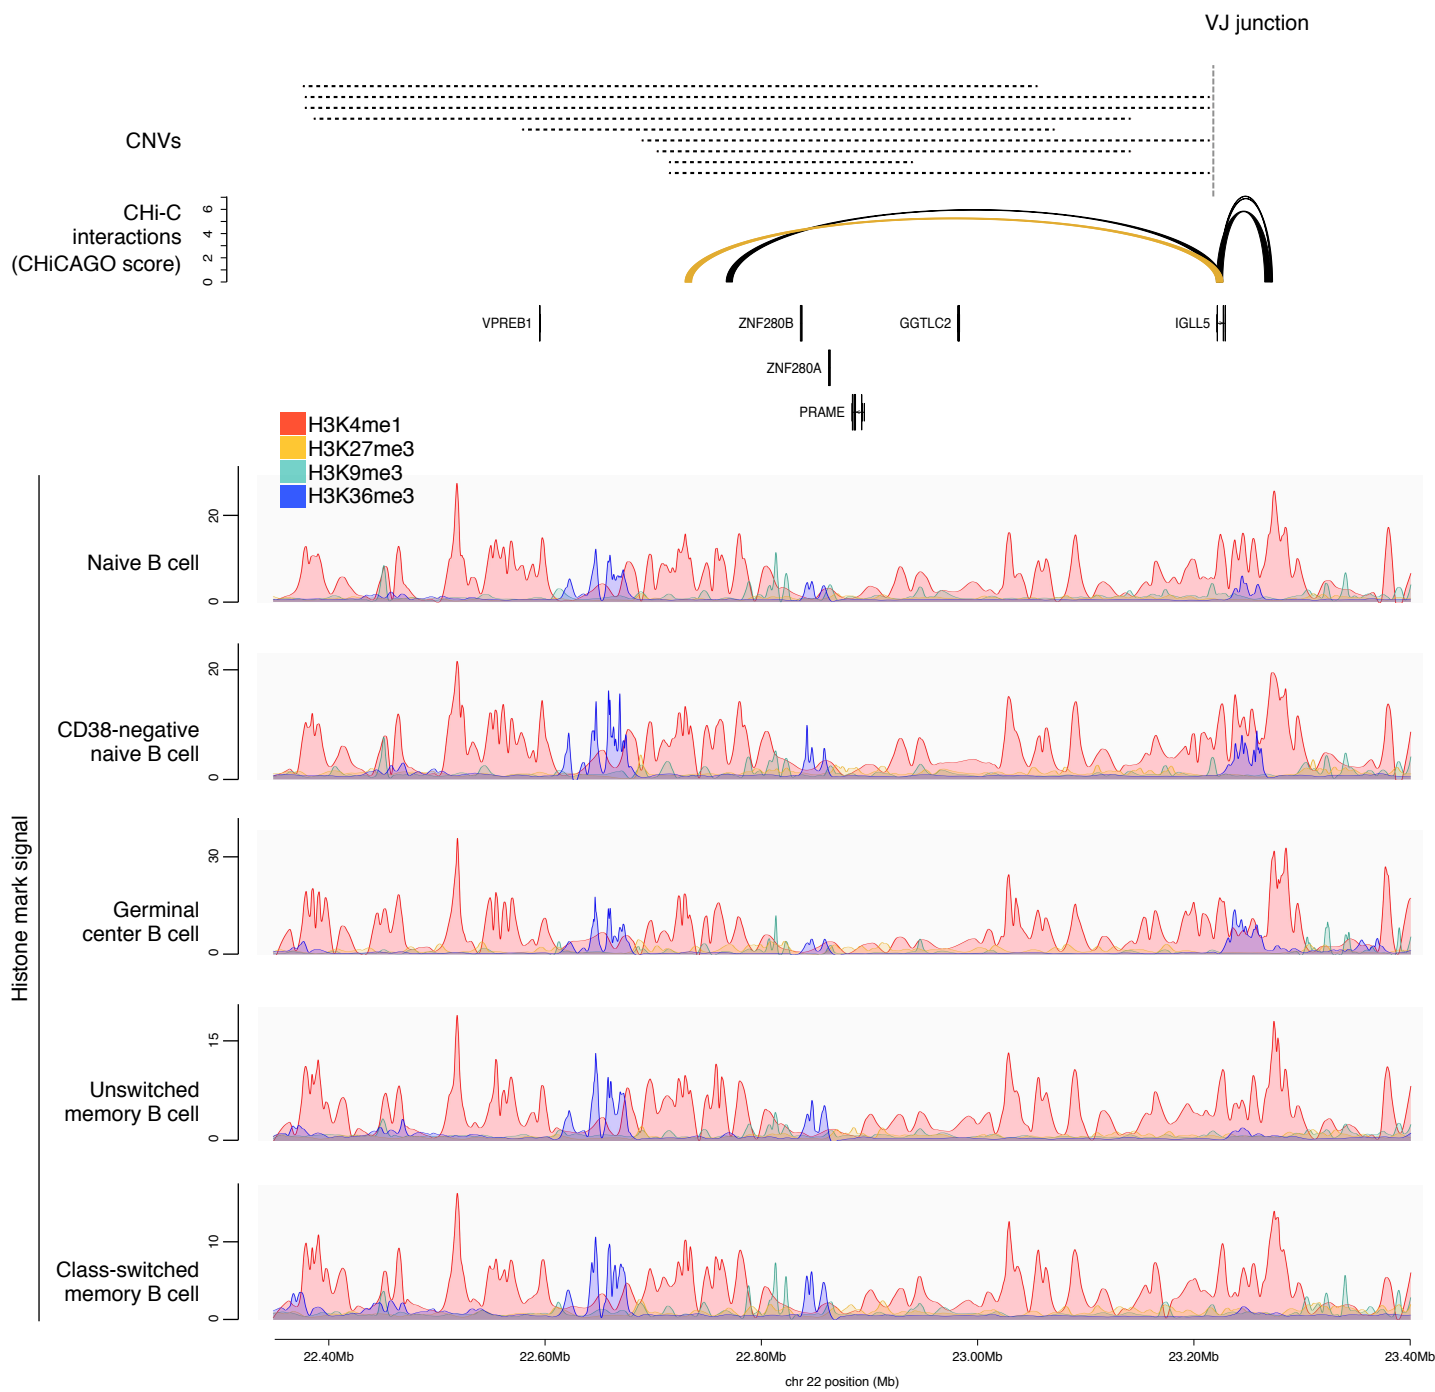 VJ junction
CNVs
CHi-C
interactions
(CHiCAGO score)
0 2 4 6
VPREB1
ZNF280B
GGTLC2
IGLL5
ZNF280A
PRAME
H3K4me1
H3K27me3
H3K9me3
H3K36me3
Histone mark signal
Naive B cell
0 20
CD38-negative
naive B cell
0 20
Germinal
center B cell
0 30
Unswitched
memory B cell
0 15
Class-switched
memory B cell
0 10
22.40Mb 22.60Mb 22.80Mb 23.00Mb 23.20Mb 23.40Mb
chr 22 position (Mb)